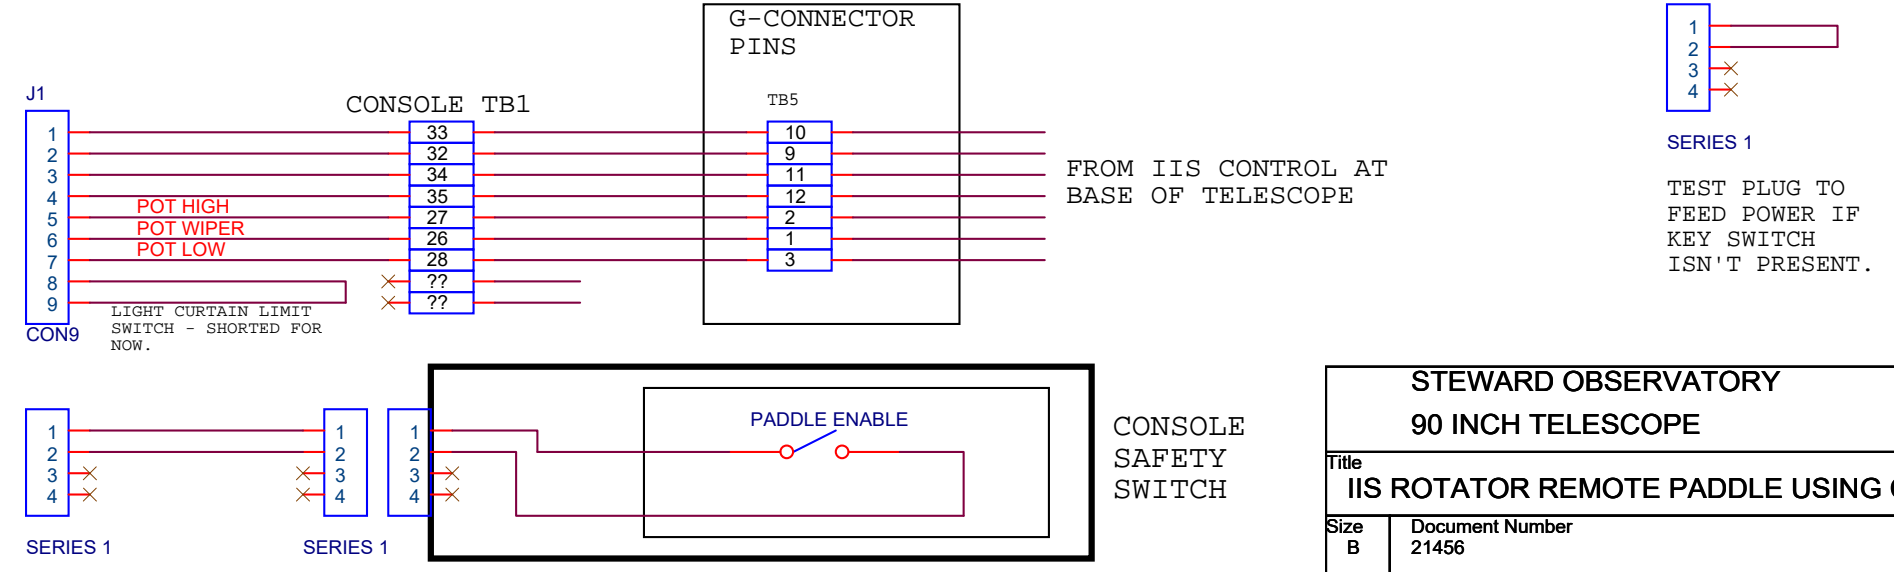 G-CONNECTOR
PINS
J1
CONSOLE TB1
TB5
1 33 10
2 32 9
3 34 11
4 35 12
POT HIGH
5 27 2
POT WIPER
6 26 1
POT LOW
7 28 3
8 ??
9 ??
CON9
LIGHT CURTAIN LIMIT
SWITCH - SHORTED FOR
NOW.
FROM IIS CONTROL AT
BASE OF TELESCOPE
1
2
3
4
SERIES 1
TEST PLUG TO
FEED POWER IF
KEY SWITCH
ISN'T PRESENT.
PADDLE ENABLE
1 1 1
2 2 2
3 3 3
4 4 4
SERIES 1
SERIES 1
CONSOLE
SAFETY
SWITCH
STEWARD OBSERVATORY
90 INCH TELESCOPE
Title
IIS ROTATOR REMOTE PADDLE USING
Size
B
Document Number
21456